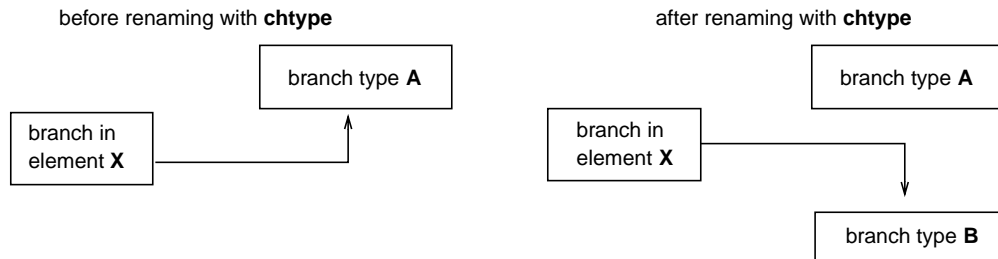 before renaming with chtype
branch type A
branch in
element X
after renaming with chtype
branch type A
branch in
element X
branch type B